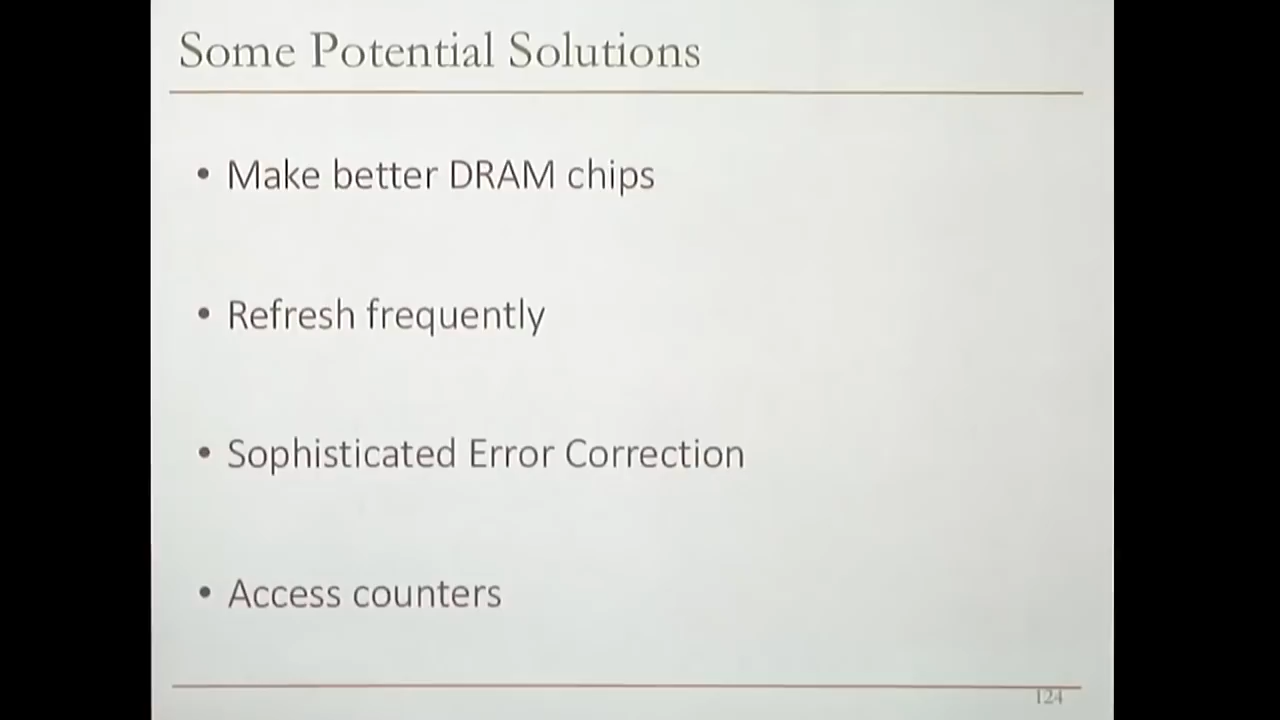 Some Potential Solutions
• Make better DRAM chips
• Refresh frequently
• Sophisticated Error Correction
• Access counters
124